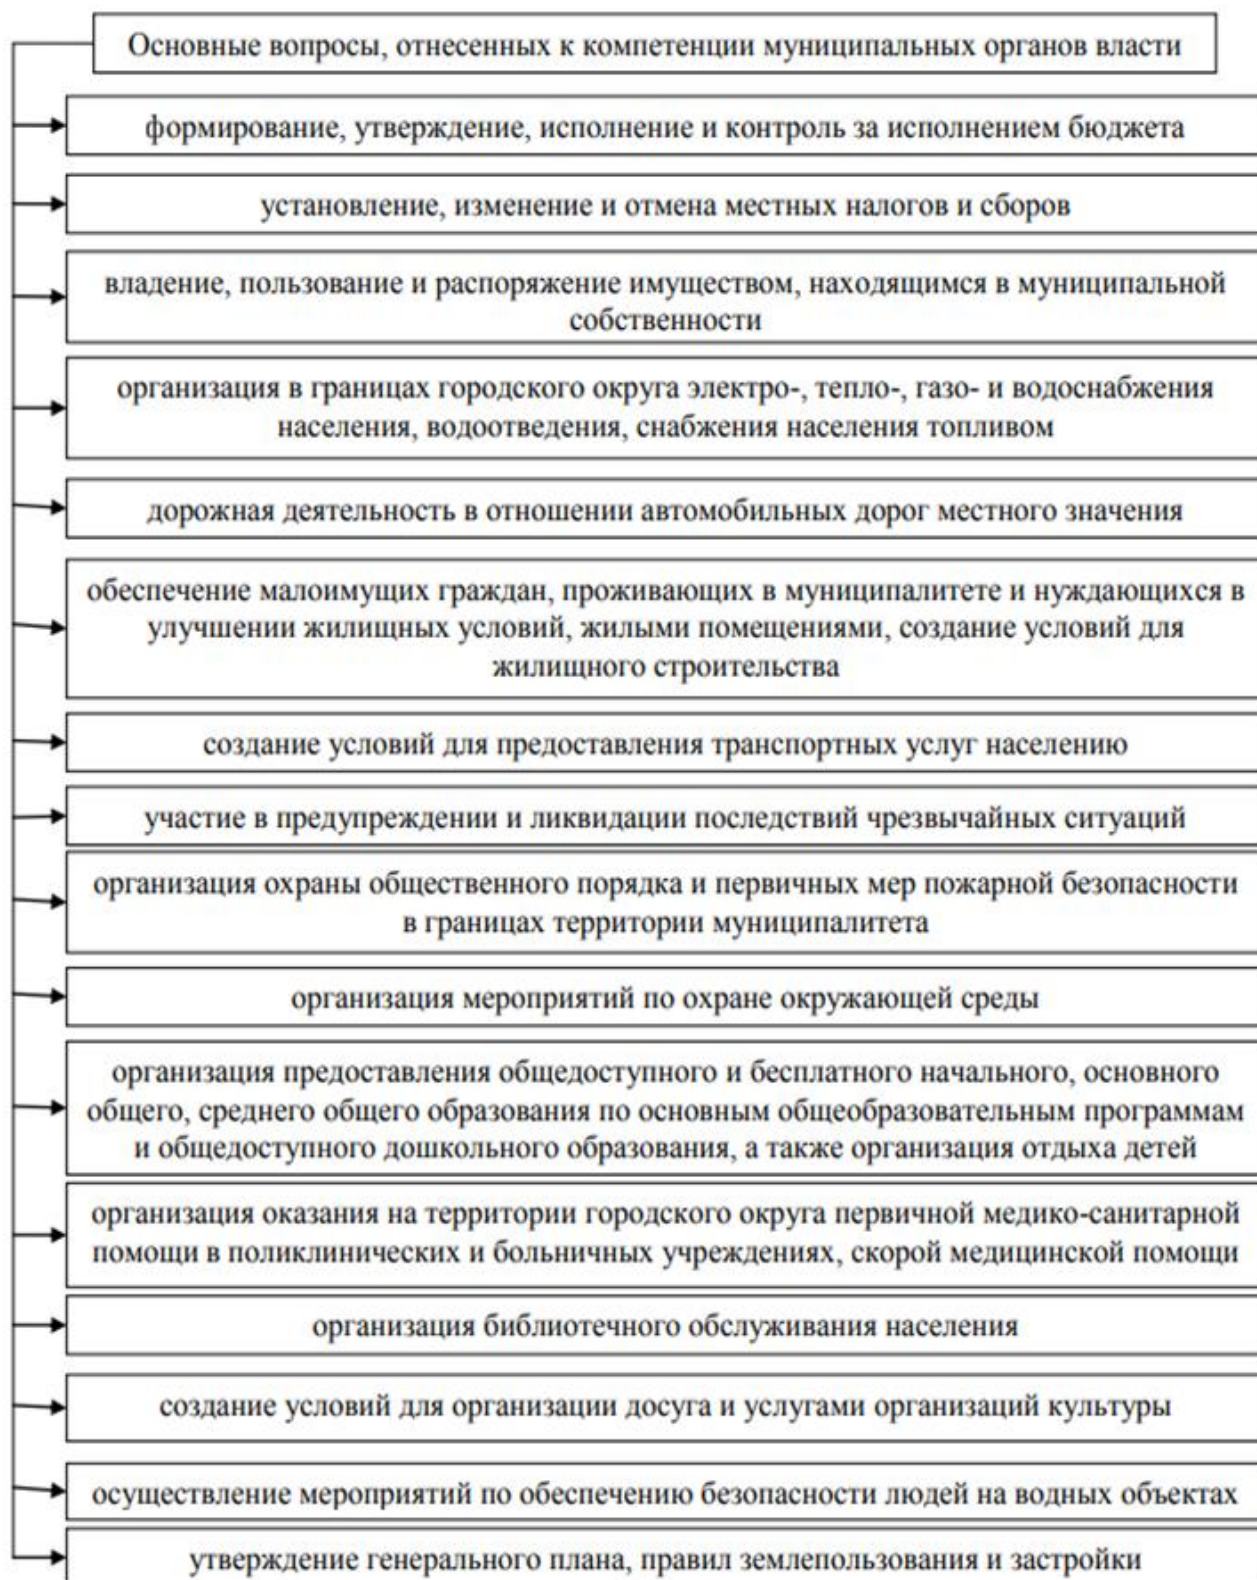 Основные вопросы, отнесенных к компетенции муниципальных органов власти
формирование, утверждение, исполнение и контроль за исполнением бюджета
установление, изменение и отмена местных налогов и сборов
владение, пользование и распоряжение имуществом, находящимся в муниципальной
собственности
организация в границах городского округа электро-, тепло-, газо- и водоснабжения
населения, водоотведения, снабжения населения топливом
дорожная деятельность в отношении автомобильных дорог местного значения
обеспечение малоимущих граждан, проживающих в муниципалитете и нуждающихся в
улучшении жилищных условий, жилыми помещениями, создание условий для
жилищного строительства
создание условий для предоставления транспортных услуг населению
участие в предупреждении и ликвидации последствий чрезвычайных ситуаций
организация охраны общественного порядка и первичных мер пожарной безопасности
в границах территории муниципалитета
организация мероприятий по охране окружающей среды
организация предоставления общедоступного и бесплатного начального, основного
общего, среднего общего образования по основным общеобразовательным программам
и общедоступного дошкольного образования, а также организация отдыха детей
организация оказания на территории городского округа первичной медико-санитарной
помощи в поликлинических и больничных учреждениях, скорой медицинской помощи
организация библиотечного обслуживания населения
создание условий для организации досуга и услугами организаций культуры
осуществление мероприятий по обеспечению безопасности людей на водных объектах
утверждение генерального плана, правил землепользования и застройки